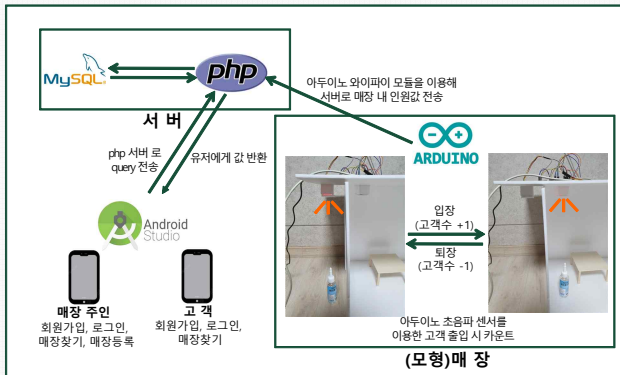 MySQL
php
서 버
아두이노 와이파이 모듈을 이용해
서버로 매장 내 인원값 전송
ARDUINO
php 서버 로
query 전송
유저에게 값 반환
Android
Studio
입장
(고객수 +1)
퇴장
(고객수 -1)
매장 주인
회원가입, 로그인,
매장찾기, 매장등록
고 객
회원가입, 로그인,
매장찾기
아두이노 초음파 센서를
이용한 고객 출입 시 카운트
(모형)매 장